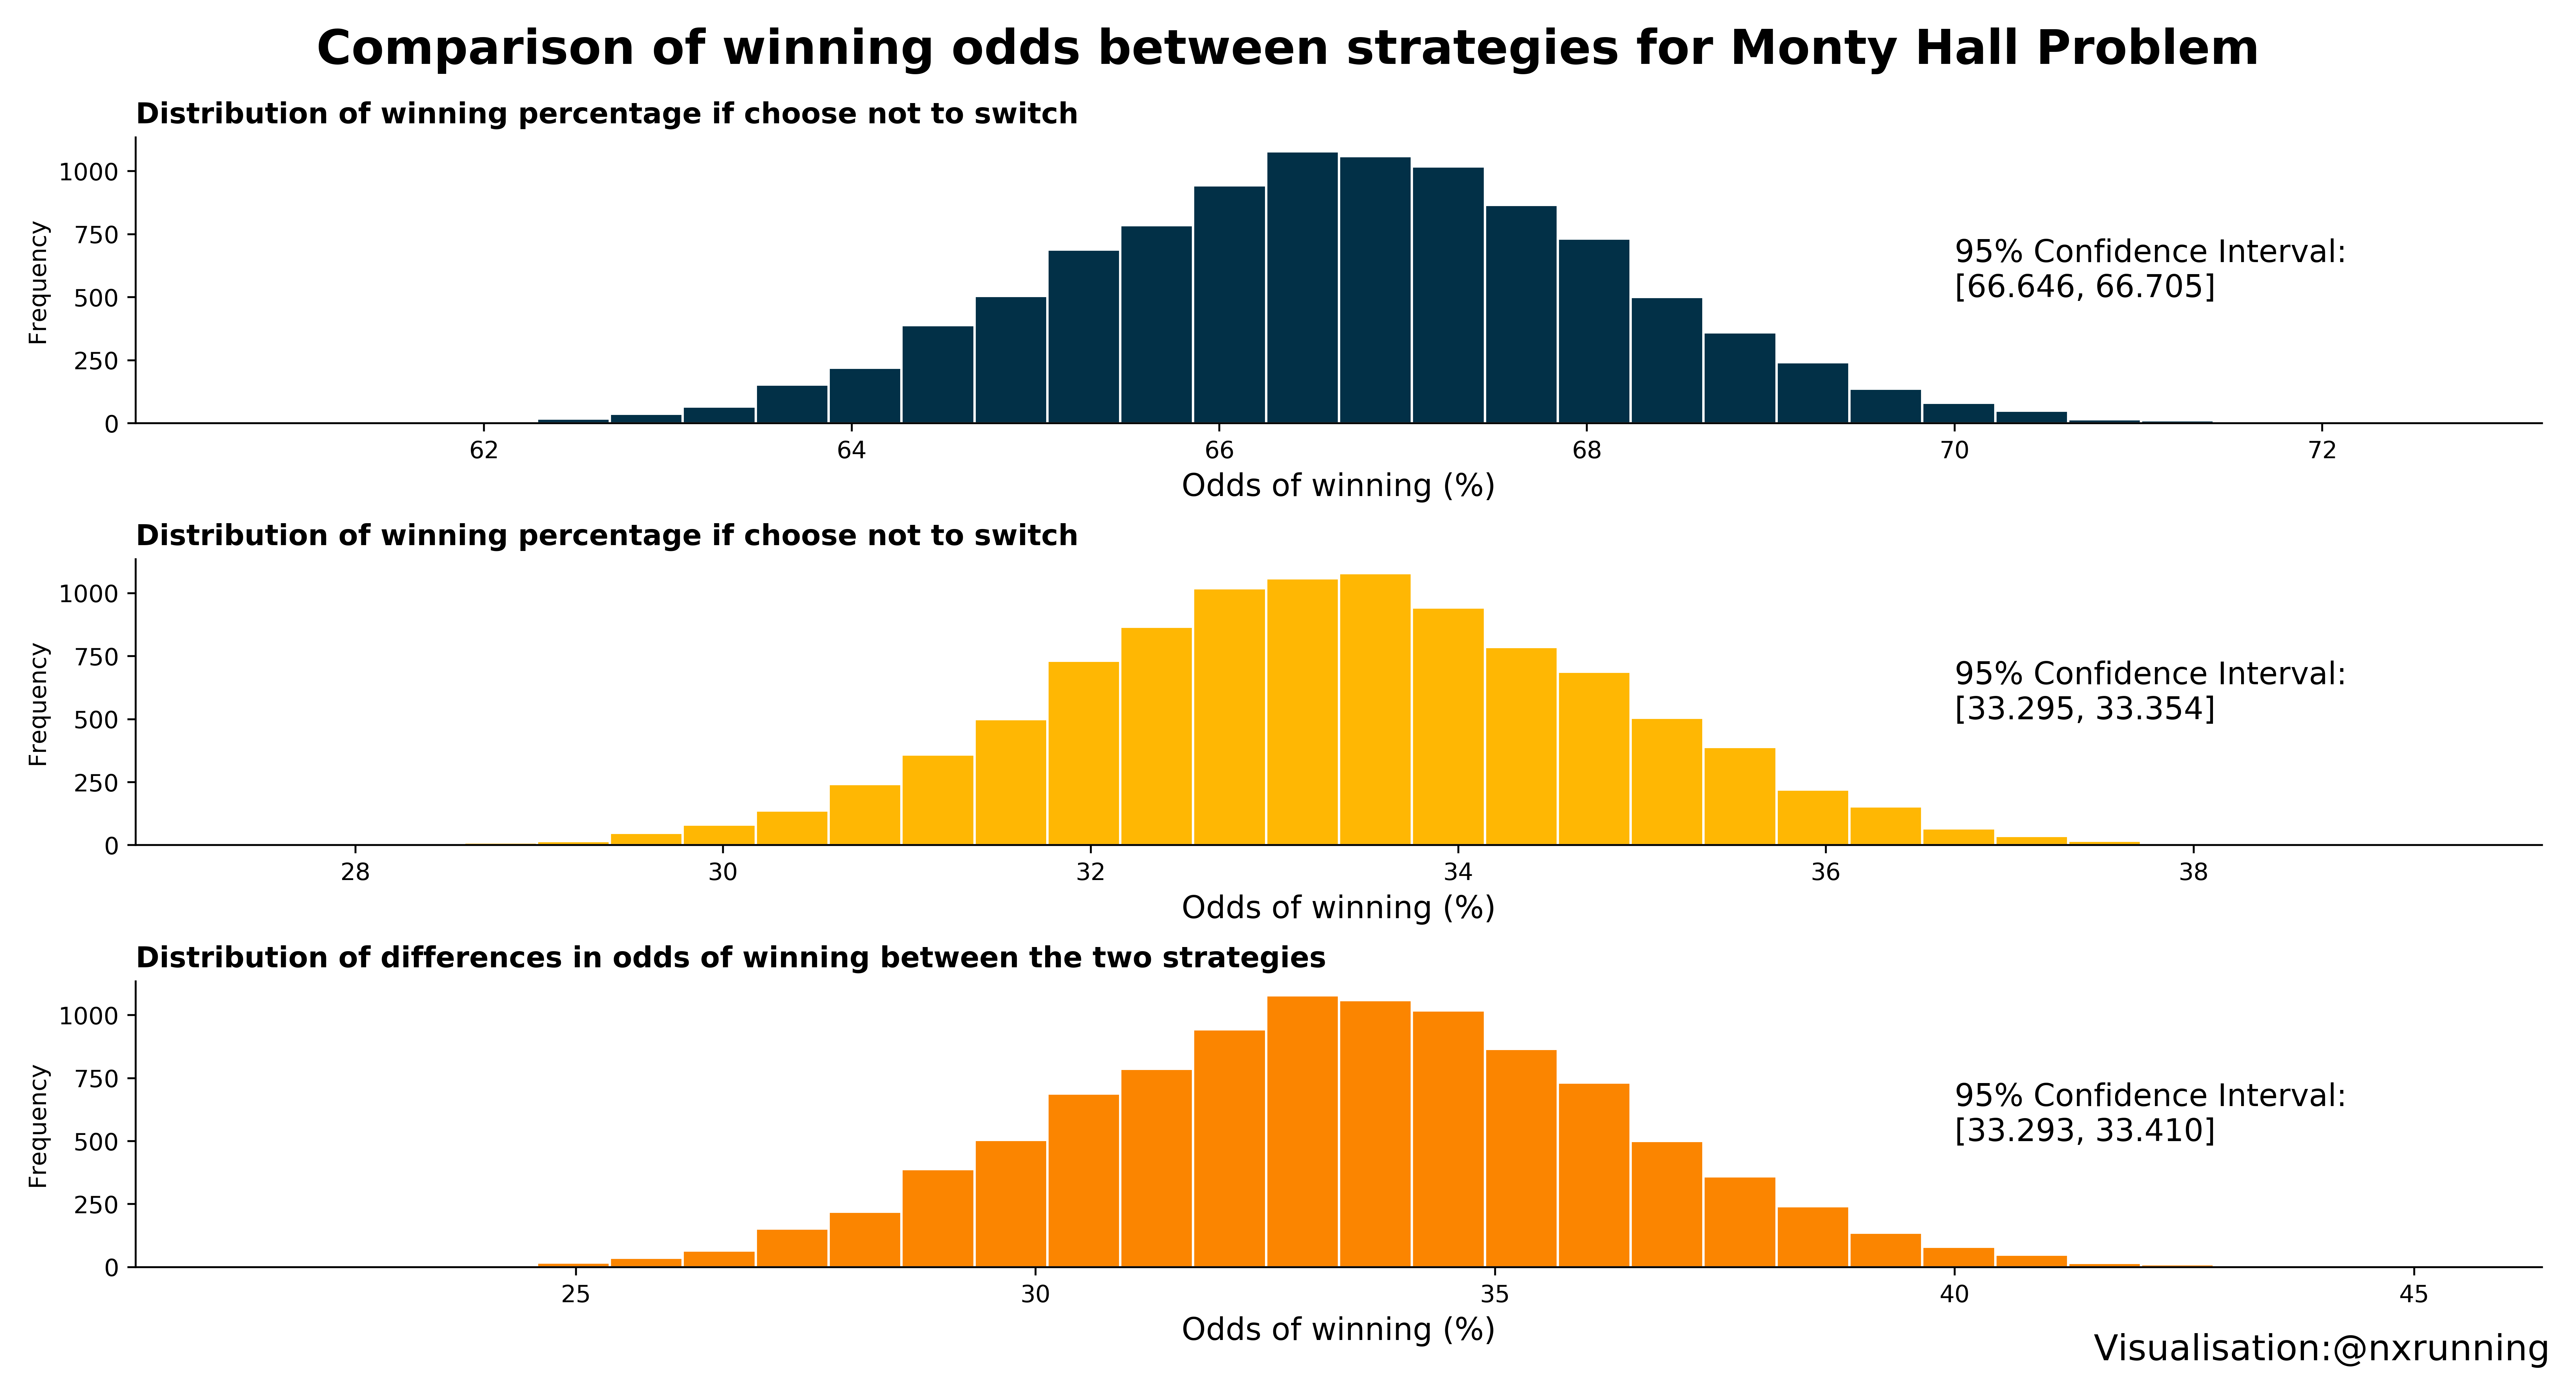 Comparison of winning odds between strategies for Monty Hall Problem
Distribution of winning percentage if choose not to switch
1000
750
500
250
0
Frequency
95% Confidence Interval:
[66.646, 66.705]
62 64 66 68 70 72
Odds of winning (%)
Distribution of winning percentage if choose not to switch
1000
750
500
250
0
Frequency
95% Confidence Interval:
[33.295, 33.354]
28 30 32 34 36 38
Odds of winning (%)
Distribution of differences in odds of winning between the two strategies
1000
750
500
250
0
Frequency
95% Confidence Interval:
[33.293, 33.410]
25 30 35 40 45
Odds of winning (%)
Visualisation:@nxrunning